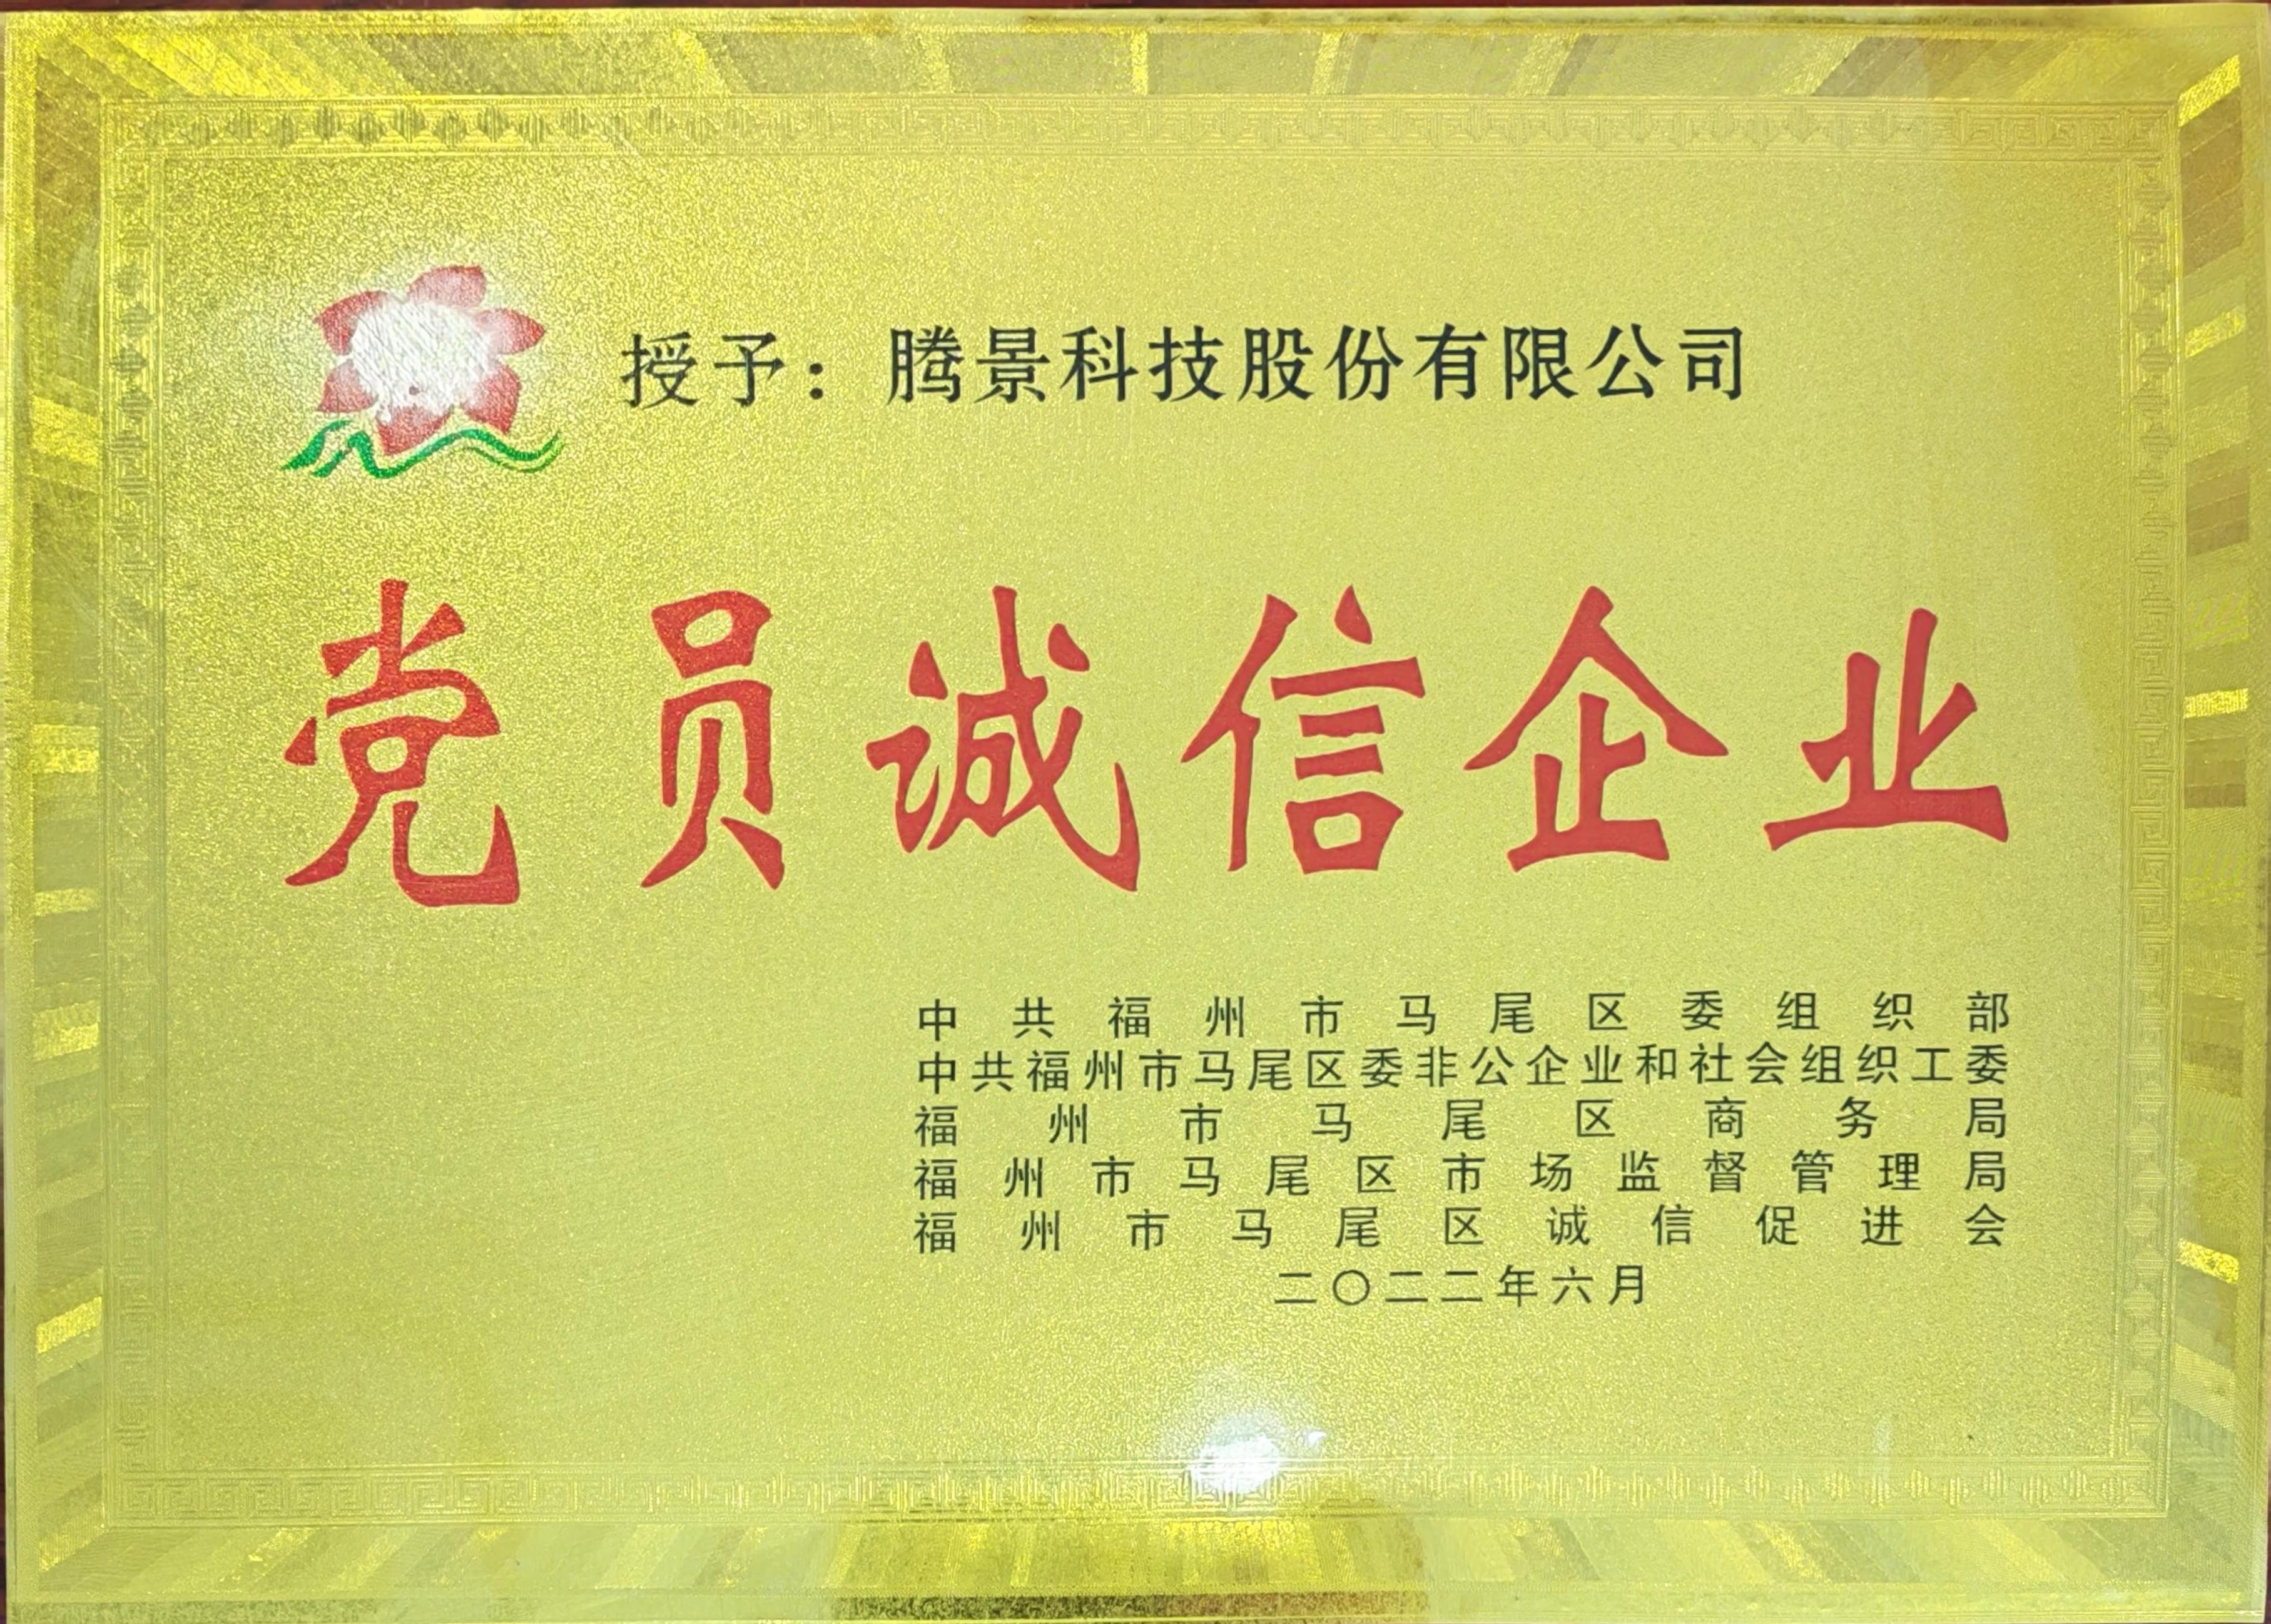 授予：腾景科技股份有限公司
党员诚信企业
中共福州市马尾区委组织部
中共福州市马尾区委非公企业和社会组织工委
福州市马尾区商务局
福州市马尾区市场监督管理局
福州市马尾区诚信促进会
二〇二二年六月